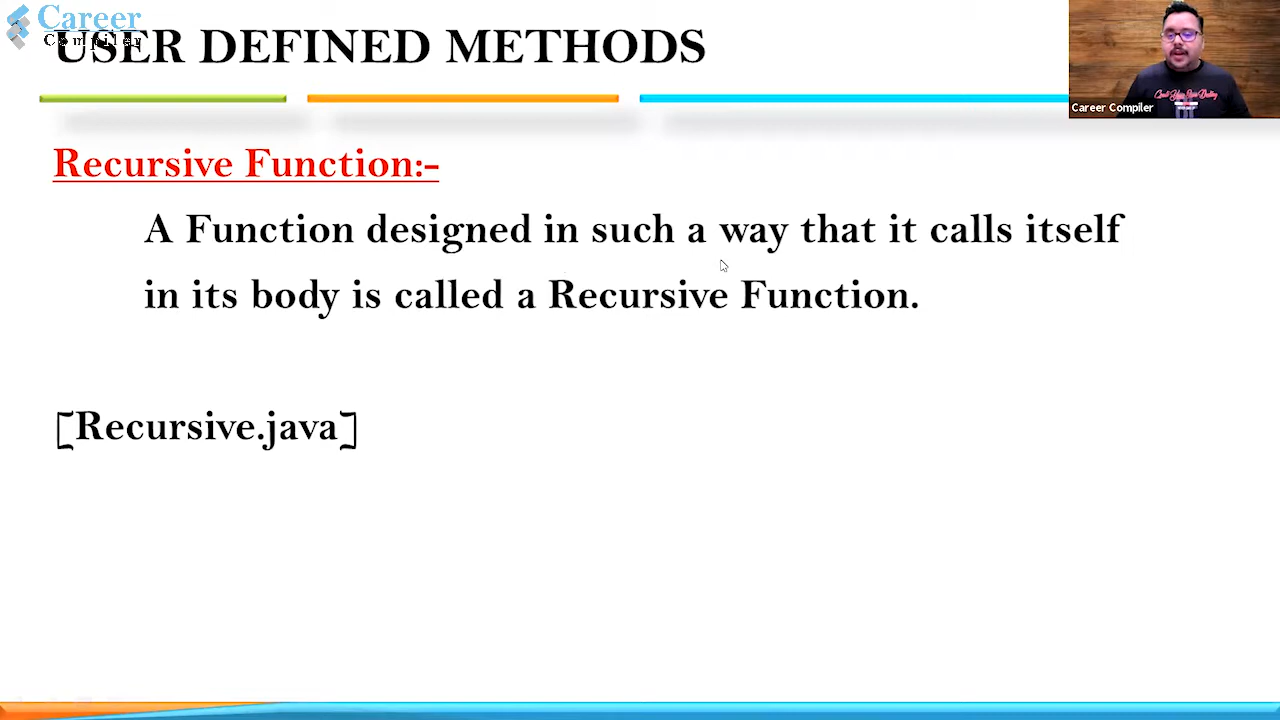 Career
Compiler
USER DEFINED METHODS
Career Compiler
Recursive Function:-
A Function designed in such a way that it calls itself
in its body is called a Recursive Function.
[Recursive.java]